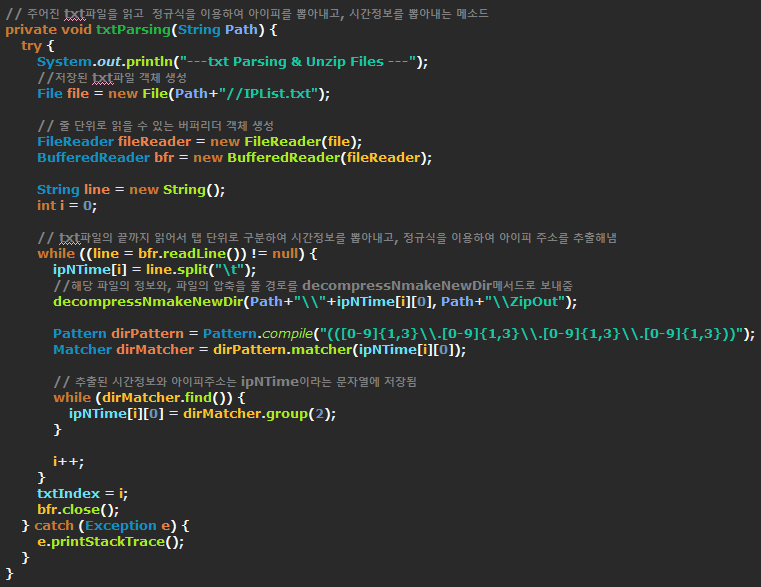 // 주어진 txt파일을 읽고  정규식을 이용하여 아이피를 뽑아내고, 시간정보를 뽑아내는 메소드
private void txtParsing(String Path) {
try {
System.out.println("---txt Parsing & Unzip Files ---");
//저장된 txt파일 객체 생성
File file = new File(Path+"//IPList.txt");
// 줄 단위로 읽을 수 있는 버퍼리더 객체 생성
FileReader fileReader = new FileReader(file);
BufferedReader bfr = new BufferedReader(fileReader);
String line = new String();
int i = 0;
// txt파일의 끝까지 읽어서 탭 단위로 구분하여 시간정보를 뽑아내고, 정규식을 이용하여 아이피 주소를 추출해냄
while ((line = bfr.readLine()) != null) {
ipNTime[i] = line.split("\t");
//해당 파일의 정보와, 파일의 압축을 풀 경로를 decompressNmakeNewDir메서드로 보내줌
decompressNmakeNewDir(Path+"\\"+ipNTime[i][0], Path+"\\ZipOut");
Pattern dirPattern = Pattern.compile("(([0-9]{1,3}\\.[0-9]{1,3}\\.[0-9]{1,3}\\.[0-9]{1,3}))");
Matcher dirMatcher = dirPattern.matcher(ipNTime[i][0]);
// 추출된 시간정보와 아이피주소는 ipNTime이라는 문자열에 저장됨
while (dirMatcher.find()) {
ipNTime[i][0] = dirMatcher.group(2);
}
i++;
}
txtIndex = i;
bfr.close();
} catch (Exception e) {
e.printStackTrace();
}
}